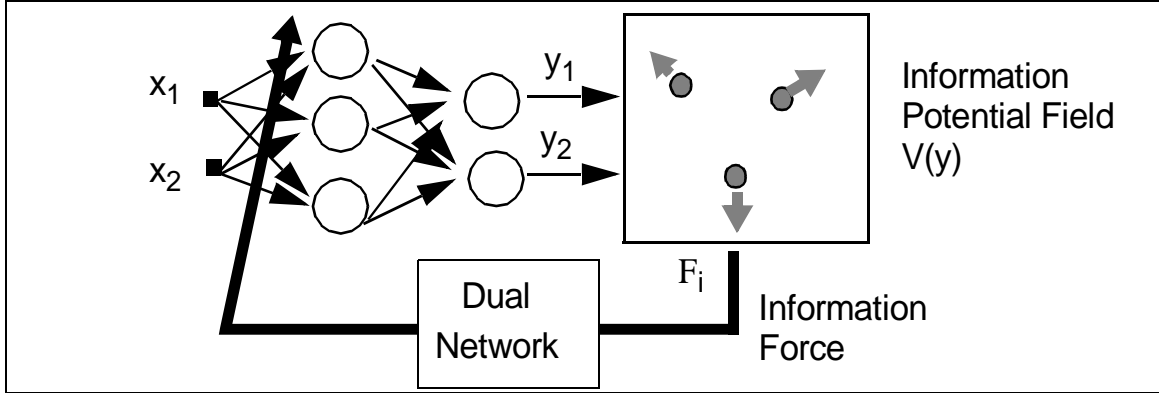 x1
x2
y1
y2
Information
Potential Field
V(y)
Fi
Dual
Network
Information
Force